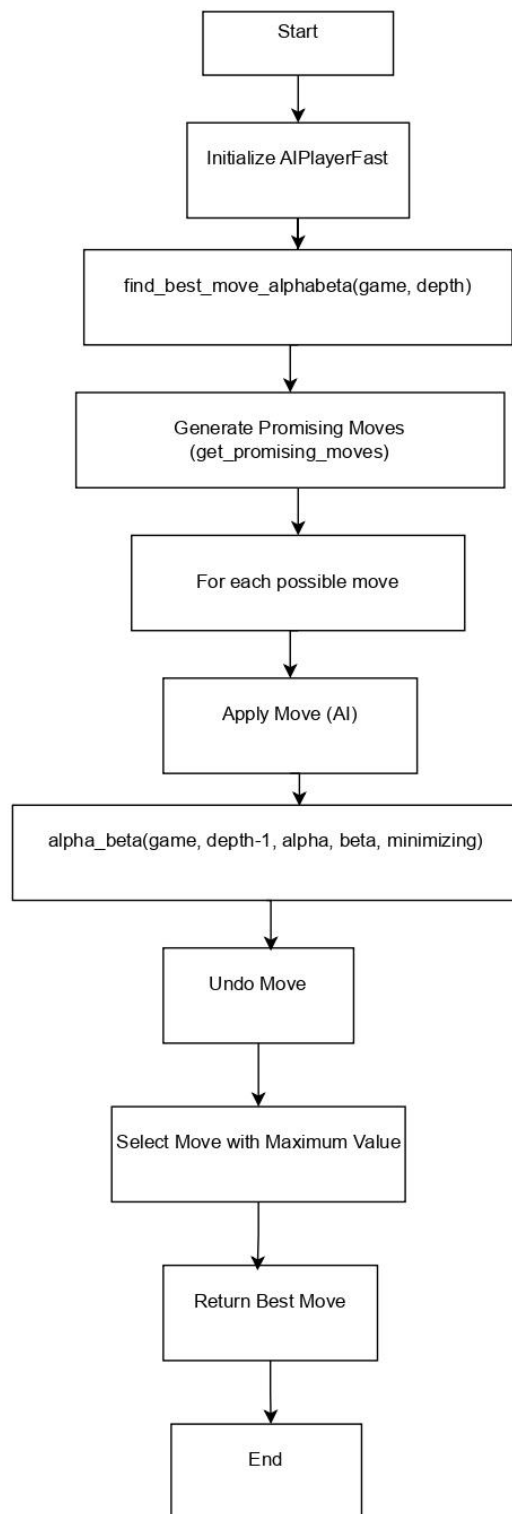 Start
Initialize AIPlayerFast
find_best_move_alphabeta(game, depth)
Generate Promising Moves
(get_promising_moves)
For each possible move
Apply Move (AI)
alpha_beta(game, depth-1, alpha, beta, minimizing)
Undo Move
Select Move with Maximum Value
Return Best Move
End